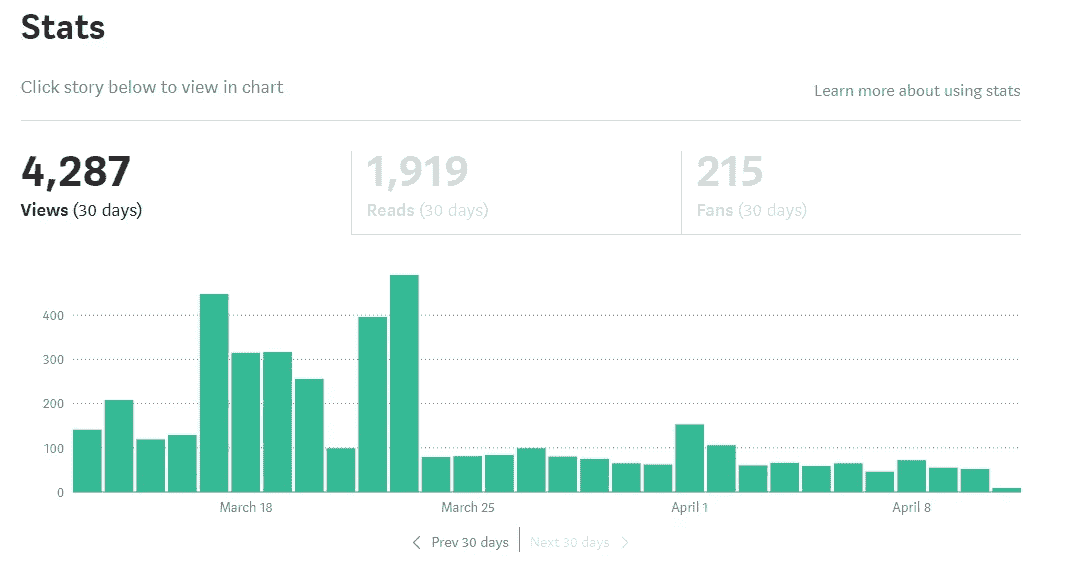 Stats
Click story below to view in chart
Learn more about using stats
4,287
Views (30 days)
1,919
Reads (30 days)
215
Fans (30 days)
400
300
200
100
0
March 18
March 25
April 1
April 8
Prev 30 days
Next 30 days